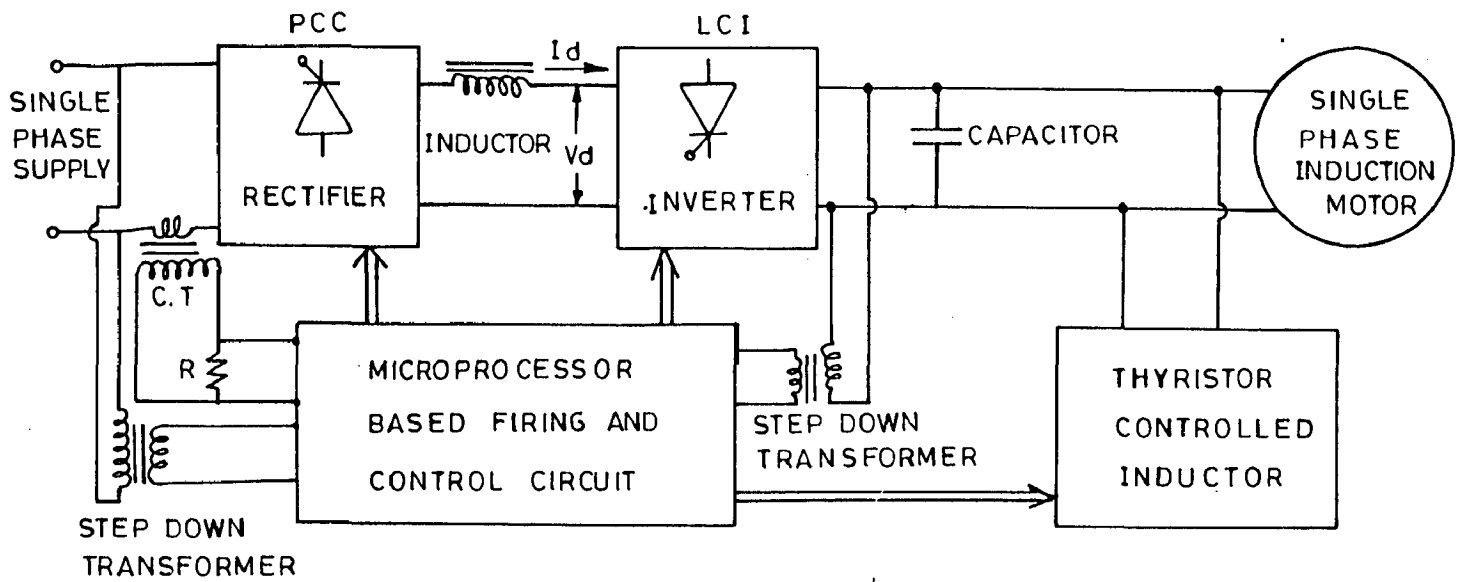 PCC
LCI
Id
SINGLE
PHASE
SUPPLY
RECTIFIER
INDUCTOR
Vd
INVERTER
CAPACITOR
SINGLE
PHASE
INDUCTION
MOTOR
C.T
R
MICROPROCESSOR
BASED FIRING AND
CONTROL CIRCUIT
STEP DOWN
TRANSFORMER
THYRISTOR
CONTROLLED
INDUCTOR
STEP DOWN
TRANSFORMER